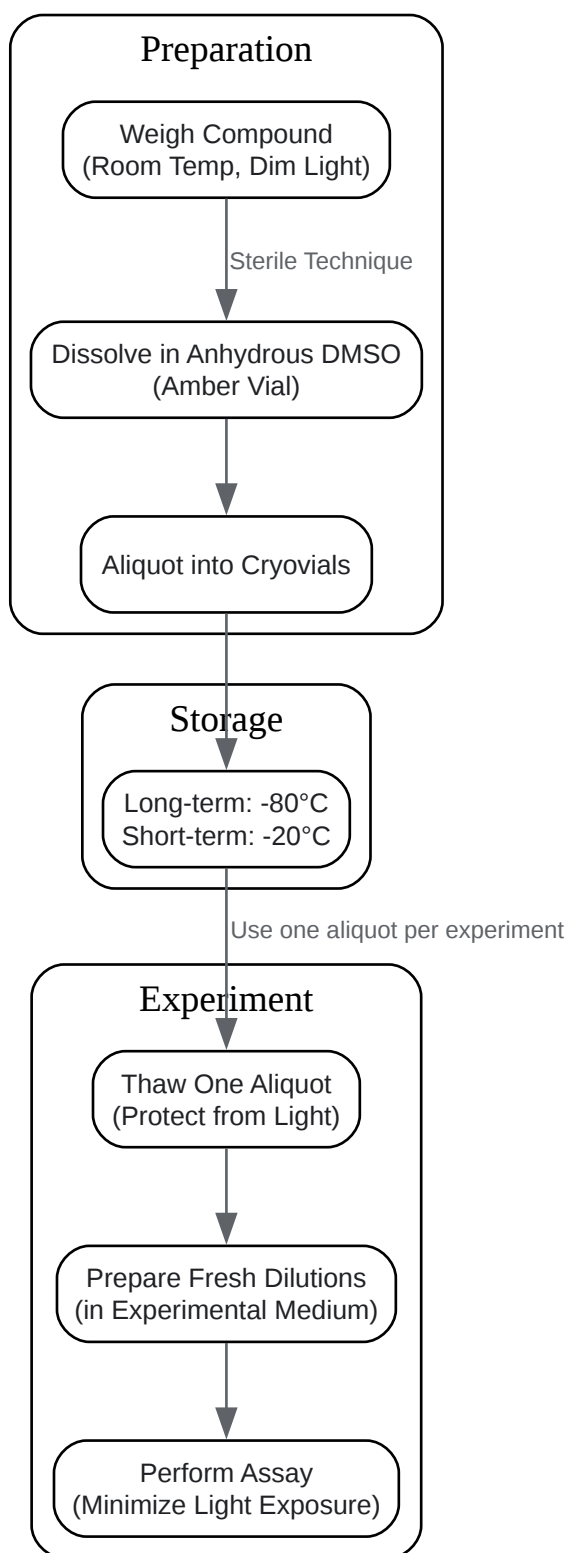 Preparation
Weigh Compound
(Room Temp, Dim Light)
Sterile Technique
Dissolve in Anhydrous DMSO
(Amber Vial)
Aliquot into Cryovials
Storage
Long-term: -80°C
Short-term: -20°C
Use one aliquot per experiment
Experiment
Thaw One Aliquot
(Protect from Light)
Prepare Fresh Dilutions
(in Experimental Medium)
Perform Assay
(Minimize Light Exposure)